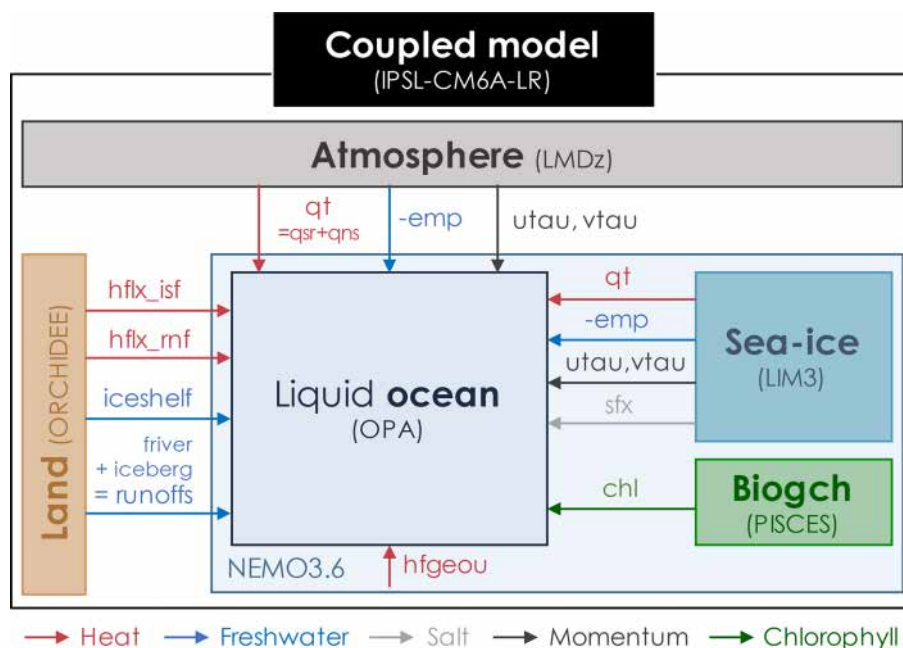 Coupled model
(IPSL-CM6A-LR)
Atmosphere (LMDz)
qt
=qsr+qns
-emp
utau, vtau
Land (ORCHIDEE)
hflx_isf
hflx_rnf
iceshelf
friver
+ iceberg
= runoffs
Liquid ocean
(OPA)
qt
-emp
utau,vtau
sfx
chl
Sea-ice
(LIM3)
Biogch
(PISCES)
NEMO3.6
hfgeou
Heat
Freshwater
Salt
Momentum
Chlorophyll